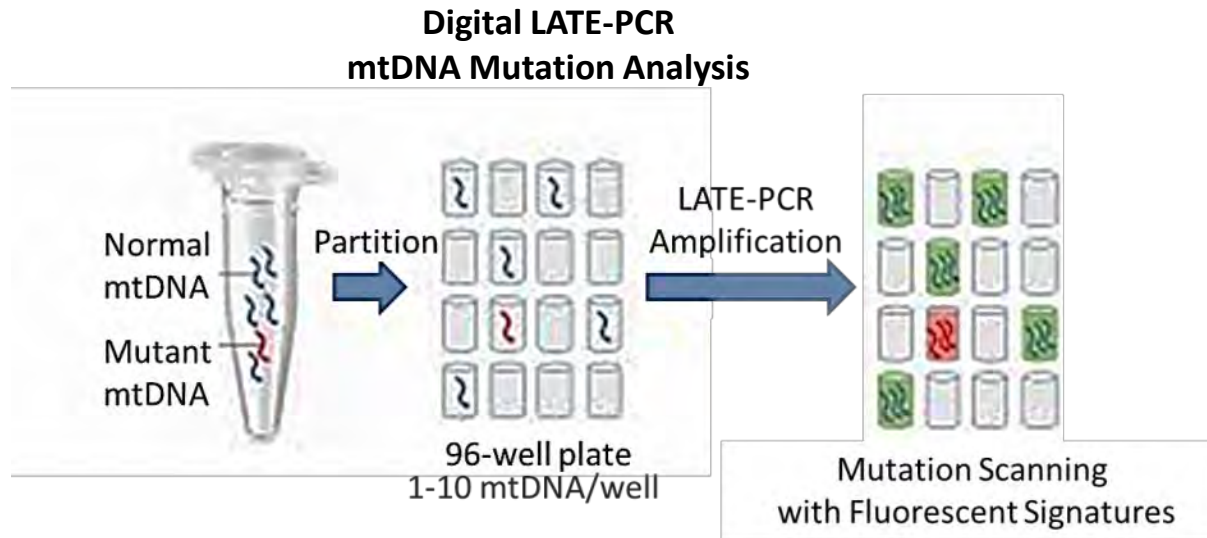 Digital LATE-PCR
mtDNA Mutation Analysis
Normal
mtDNA
Mutant
mtDNA
Partition
96-well plate
1-10 mtDNA/well
LATE-PCR
Amplification
Mutation Scanning
with Fluorescent Signatures